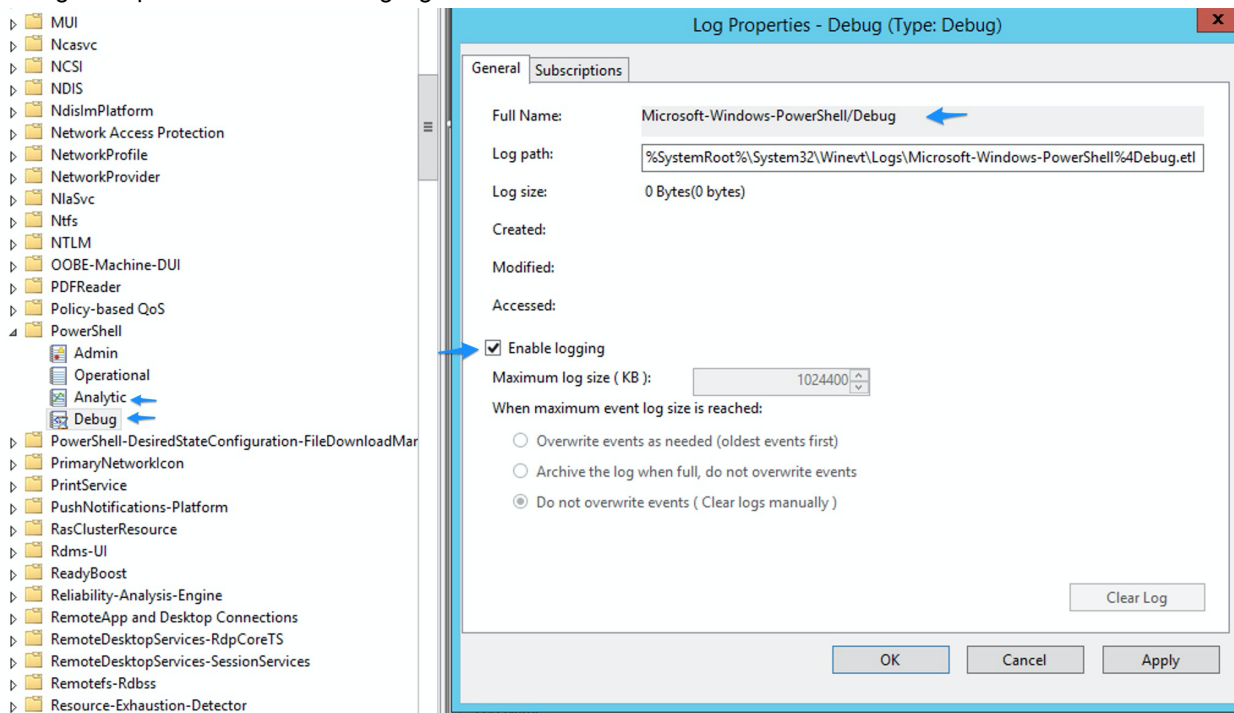 MUI
Ncasvc
NCSI
NDIS
NdisImPlatform
Network Access Protection
NetworkProfile
NetworkProvider
NlaSvc
Ntfs
NTLM
OOBE-Machine-DUI
PDFReader
Policy-based QoS
PowerShell
Admin
Operational
Analytic
Debug
PowerShell-DesiredStateConfiguration-FileDownloadMar
PrimaryNetworkIcon
PrintService
PushNotifications-Platform
RasClusterResource
Rdms-UI
ReadyBoost
Reliability-Analysis-Engine
RemoteApp and Desktop Connections
RemoteDesktopServices-RdpCoreTS
RemoteDesktopServices-SessionServices
Remotefs-Rdbss
Resource-Exhaustion-Detector
Log Properties - Debug (Type: Debug)
x
General Subscriptions
Full Name: Microsoft-Windows-PowerShell/Debug
Log path: %SystemRoot%\System32\Winevt\Logs\Microsoft-Windows-PowerShell%4Debug.etl
Log size: 0 Bytes(0 bytes)
Created:
Modified:
Accessed:
Enable logging
Maximum log size ( KB ): 1024400
When maximum event log size is reached:
Overwrite events as needed (oldest events first)
Archive the log when full, do not overwrite events
Do not overwrite events ( Clear logs manually )
Clear Log
OK Cancel Apply